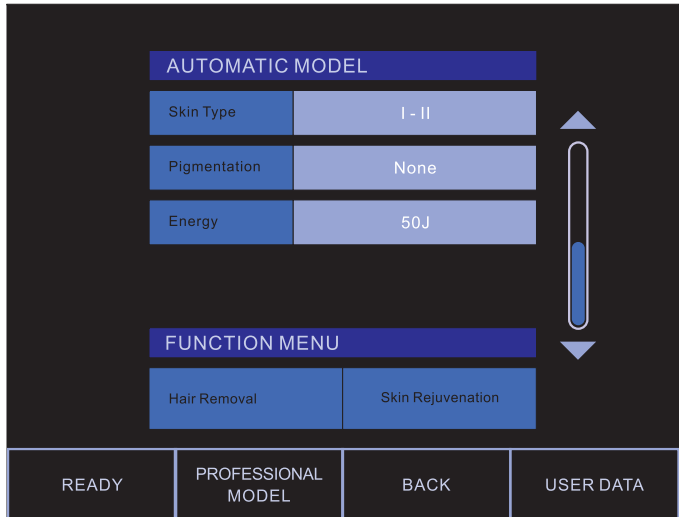 AUTOMATIC MODEL
Skin Type
I - II
Pigmentation
None
Energy
50J
FUNCTION MENU
Hair Removal
Skin Rejuvenation
READY
PROFESSIONAL
MODEL
BACK
USER DATA